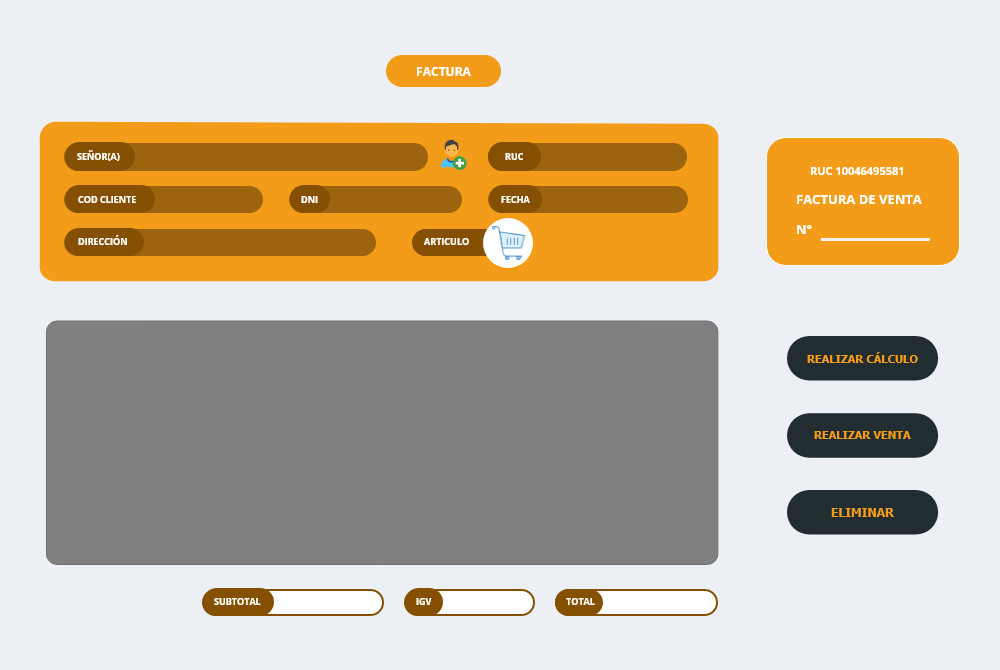 FACTURA
SEÑOR(A)
RUC
COD CLIENTE
DNI
FECHA
DIRECCIÓN
ARTICULO
RUC 10046495581
FACTURA DE VENTA
N°
REALIZAR CÁLCULO
REALIZAR VENTA
ELIMINAR
SUBTOTAL
IGV
TOTAL